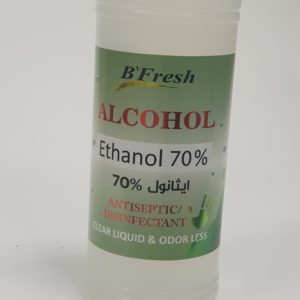 B'Fresh
ALCOHOL
Ethanol 70%
ايثانول 70%
ANTISEPTIC/
DISINFECTANT
CLEAR LIQUID & ODOR LESS